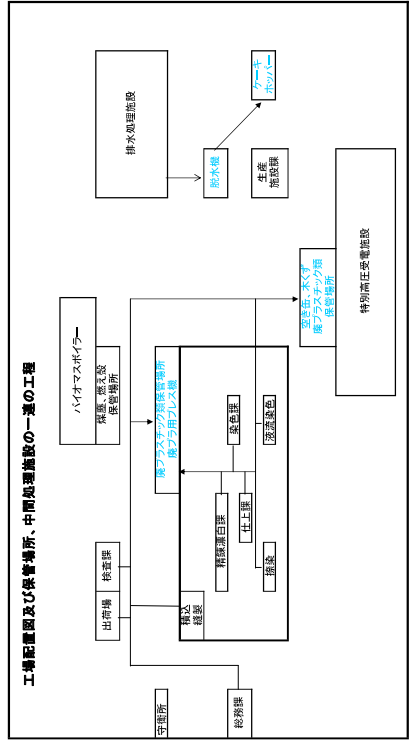 工場配置図及び保管場所、中間処理施設の一連の工程
守衛所
総務課
出荷場
検査課
積込
縫製
バイオマスボイラー
煤塵、燃え殻
保管場所
廃プラスチック類保管場所
廃プラ用プレス機
精錬漂白課
仕上課
捺染
染色課
液流染色
排水処理施設
脱水機
ケーキ
ホッパー
生産
施設課
空き缶、木くず
廃プラスチック類
保管場所
特別高圧受電施設